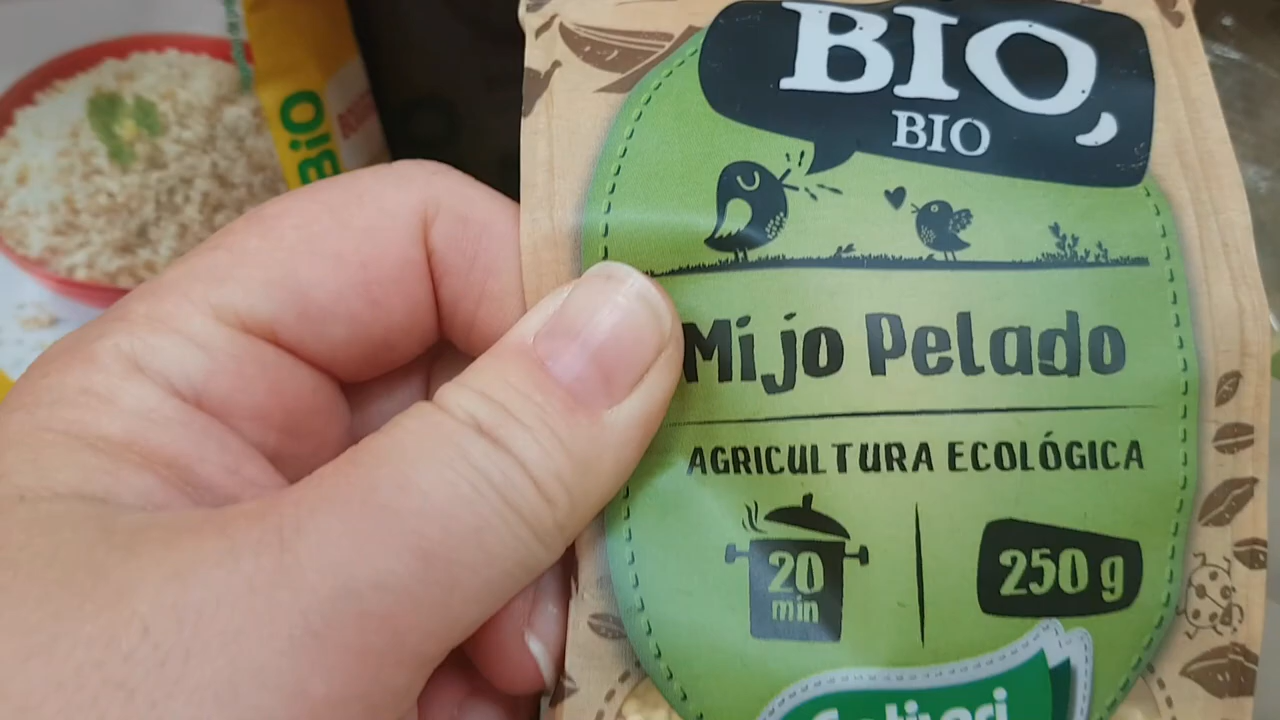 BIO,
BIO
Mijo Pelado
AGRICULTURA ECOLÓGICA
20
min
250 g
BiO